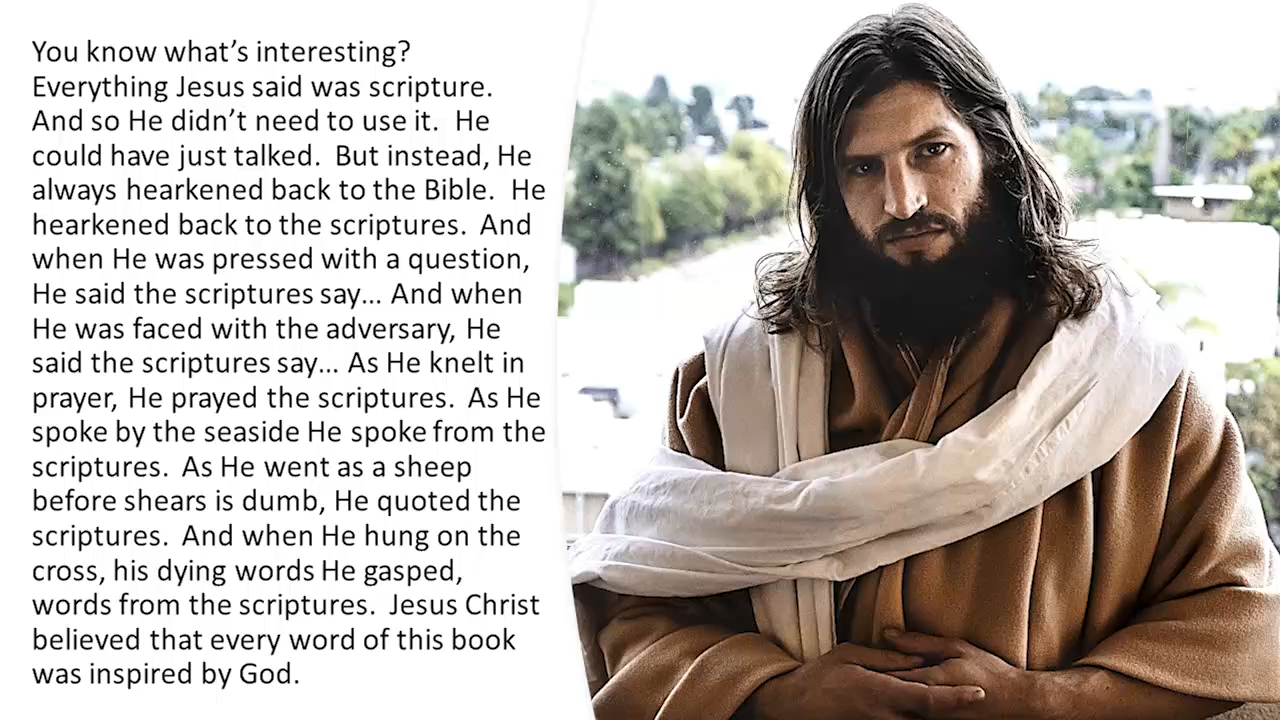 You know what’s interesting?
Everything Jesus said was scripture.
And so He didn’t need to use it.  He
could have just talked.  But instead, He
always hearkened back to the Bible.  He
hearkened back to the scriptures.  And
when He was pressed with a question,
He said the scriptures say… And when
He was faced with the adversary, He
said the scriptures say… As He knelt in
prayer, He prayed the scriptures.  As He
spoke by the seaside He spoke from the
scriptures.  As He went as a sheep
before shears is dumb, He quoted the
scriptures.  And when He hung on the
cross, his dying words He gasped,
words from the scriptures.  Jesus Christ
believed that every word of this book
was inspired by God.